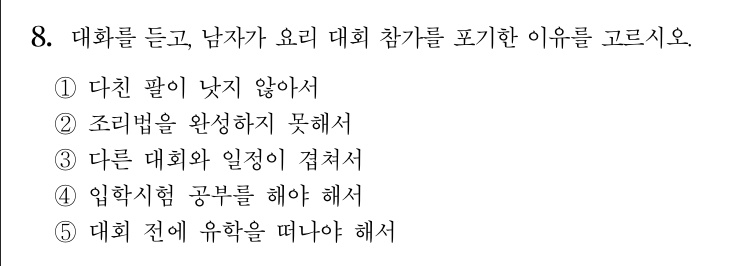 8. 대화를 듣고, 남자가 요리 대회 참가를 포기한 이유를 고르시오.
① 다친 팔이 낫지 않아서
② 조리법을 완성하지 못해서
③ 다른 대회와 일정이 겹쳐서
④ 입학시험 공부를 해야 해서
⑤ 대회 전에 유학을 떠나야 해서